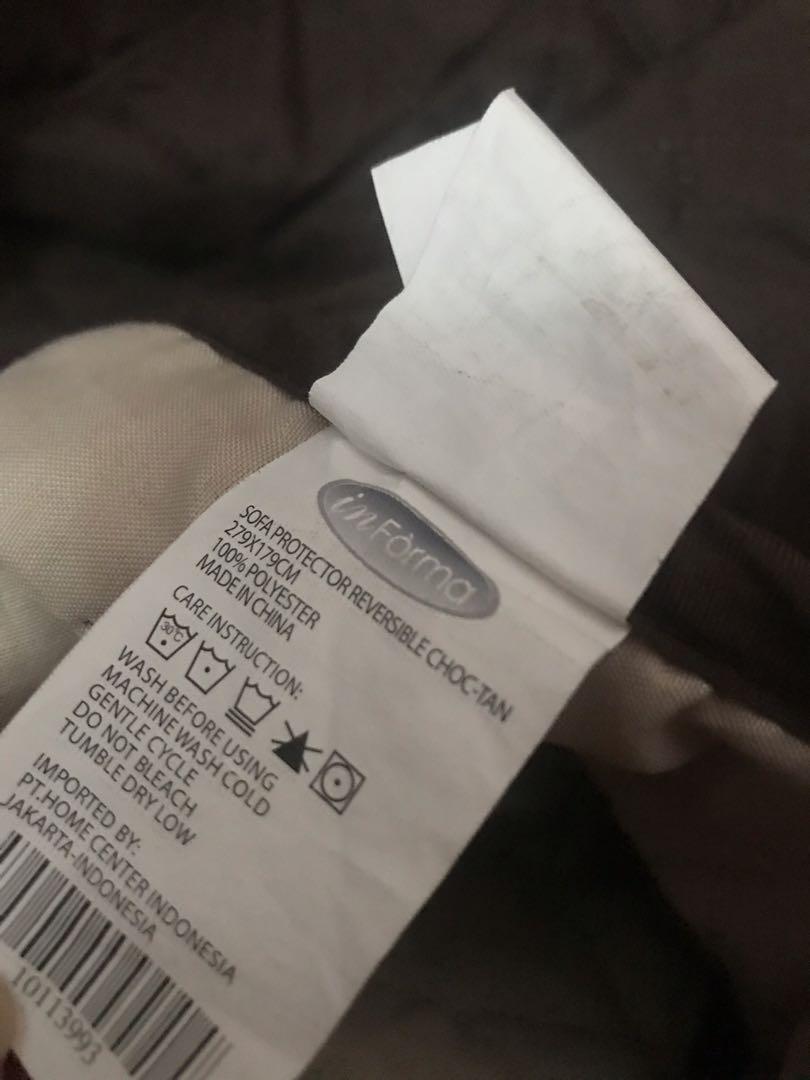 inFòrma
SOFA PROTECTOR REVERSIBLE CHOC-TAN
279X179CM
100% POLYESTER
MADE IN CHINA
CARE INSTRUCTION:
30°C
WASH BEFORE USING
MACHINE WASH COLD
GENTLE CYCLE
DO NOT BLEACH
TUMBLE DRY LOW
IMPORTED BY:
PT.HOME CENTER INDONESIA
JAKARTA-INDONESIA
10113993